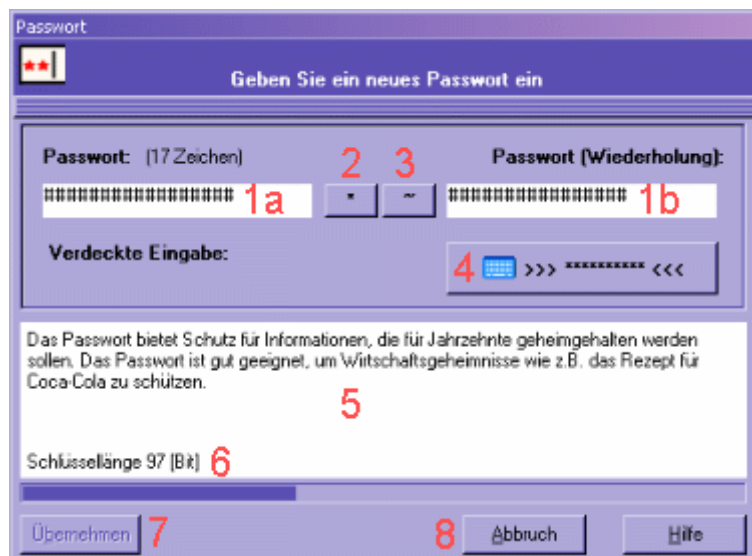 Passwort
**|
Geben Sie ein neues Passwort ein
Passwort: (17 Zeichen) 2 3 Passwort (Wiederholung):
################# 1a * ~ ################ 1b
Verdeckte Eingabe: 4 >>> ********** <<<
Das Passwort bietet Schutz für Informationen, die für Jahrzehnte geheimgehalten werden
sollen. Das Passwort ist gut geeignet, um Wirtschaftsgeheimnisse wie z.B. das Rezept für
Coca-Cola zu schützen.
5
Schlüssellänge 97 (Bit) 6
Übernehmen 7 8 Abbruch Hilfe